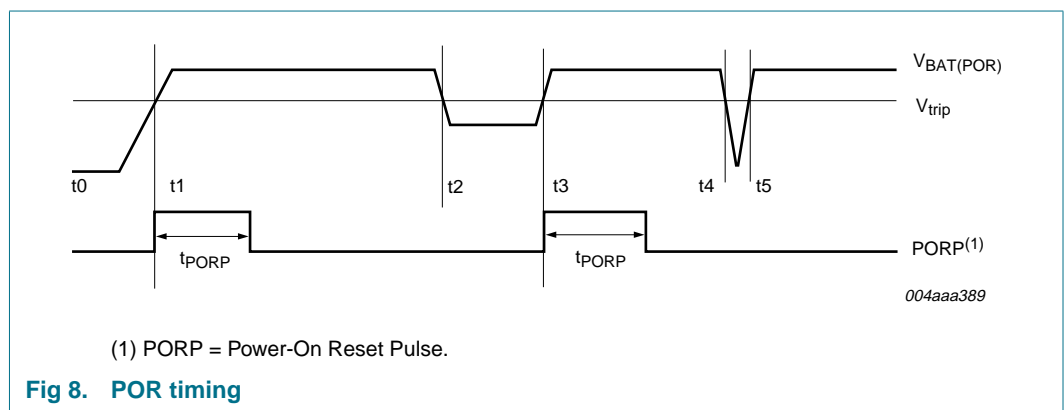 V_BAT(POR)
V_trip
t0 t1 t2 t3 t4 t5
t_PORP t_PORP PORP(1)
004aaa389
(1) PORP = Power-On Reset Pulse.
Fig 8. POR timing